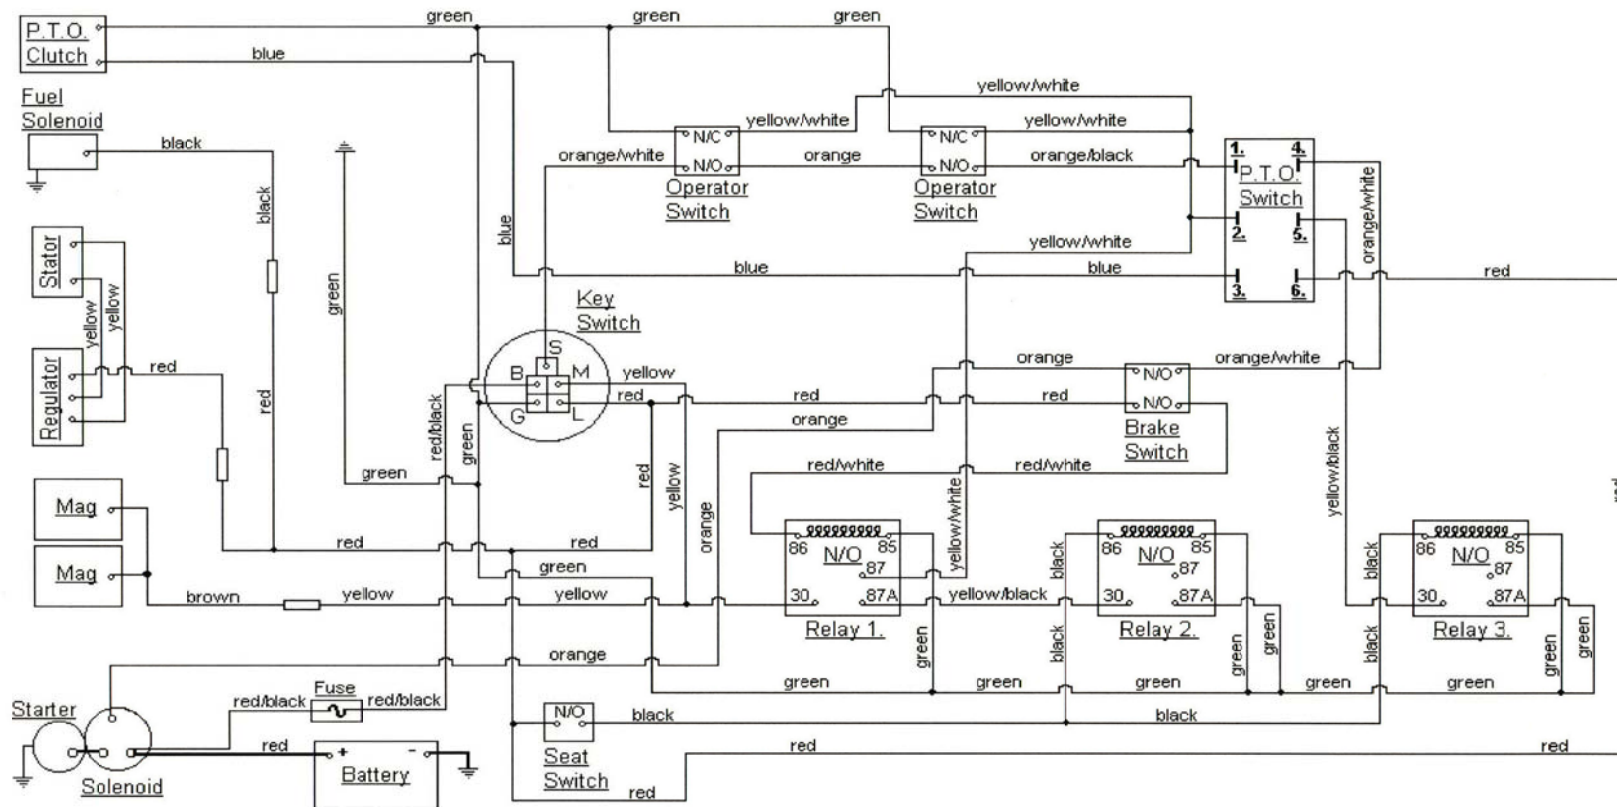 P.T.O.
Clutch
green
green
green
blue
Fuel
Solenoid
black
black
yellow/white
yellow/white
yellow/white
N/C
N/C
orange/white
N/O
orange
N/O
orange/black
Operator
Switch
Operator
Switch
1.
4.
P.T.O.
Switch
2.
5.
3.
6.
orange/white
yellow/white
blue
blue
blue
red
Stator
yellow
yellow
green
Key
Switch
S
B
M
G
L
yellow
red
Regulator
red
red
red/black
green
green
red
yellow
orange
orange
orange
orange/white
N/O
N/O
red
red
Brake
Switch
red/white
red/white
yellow/white
yellow/black
red
Mag
Mag
red
red
green
brown
yellow
yellow
86
85
N/O
87
30
87A
Relay 1.
yellow/black
black
86
85
N/O
87
30
87A
Relay 2.
black
86
85
N/O
87
30
87A
Relay 3.
green
black
green
green
black
green
green
orange
green
green
green
green
green
Fuse
red/black
red/black
Starter
Solenoid
red
+
-
Battery
N/O
Seat
Switch
black
black
red
red
red